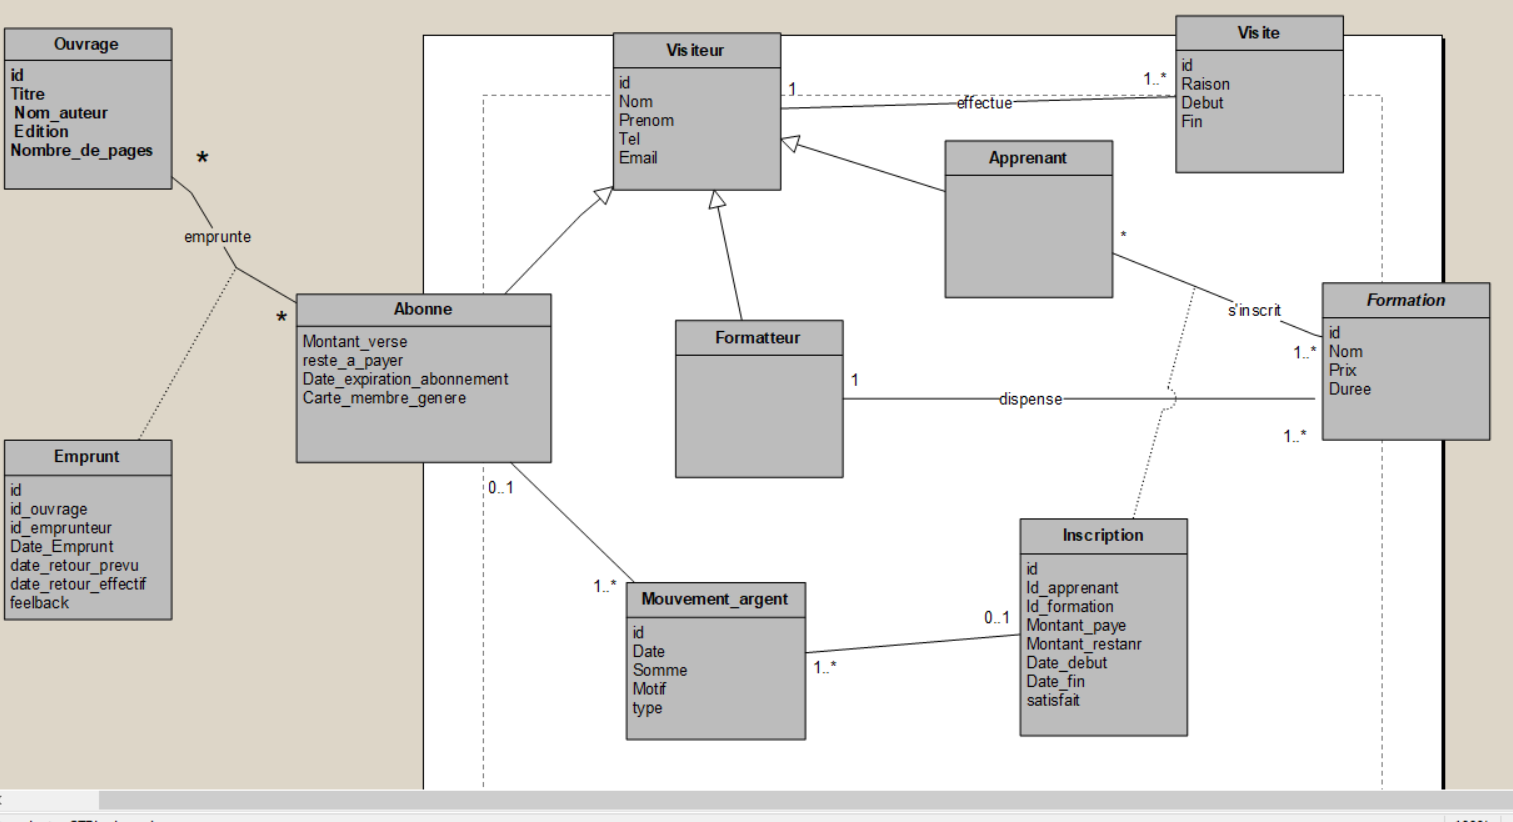 Ouvrage
id
Titre
Nom_auteur
Edition
Nombre_de_pages
*
emprunte
*
Visiteur
id
Nom
Prenom
Tel
Email
1
effectue
1..*
Visite
id
Raison
Debut
Fin
Apprenant
*
s'inscrit
1..*
Formation
id
Nom
Prix
Duree
Abonne
Montant_verse
reste_a_payer
Date_expiration_abonnement
Carte_membre_genere
Formatteur
1
dispense
1..*
Emprunt
id
id_ouvrage
id_emprunteur
Date_Emprunt
date_retour_prevu
date_retour_effectif
feelback
0..1
1..*
Mouvement_argent
id
Date
Somme
Motif
type
1..*
0..1
Inscription
id
Id_apprenant
Id_formation
Montant_paye
Montant_restanr
Date_debut
Date_fin
satisfait